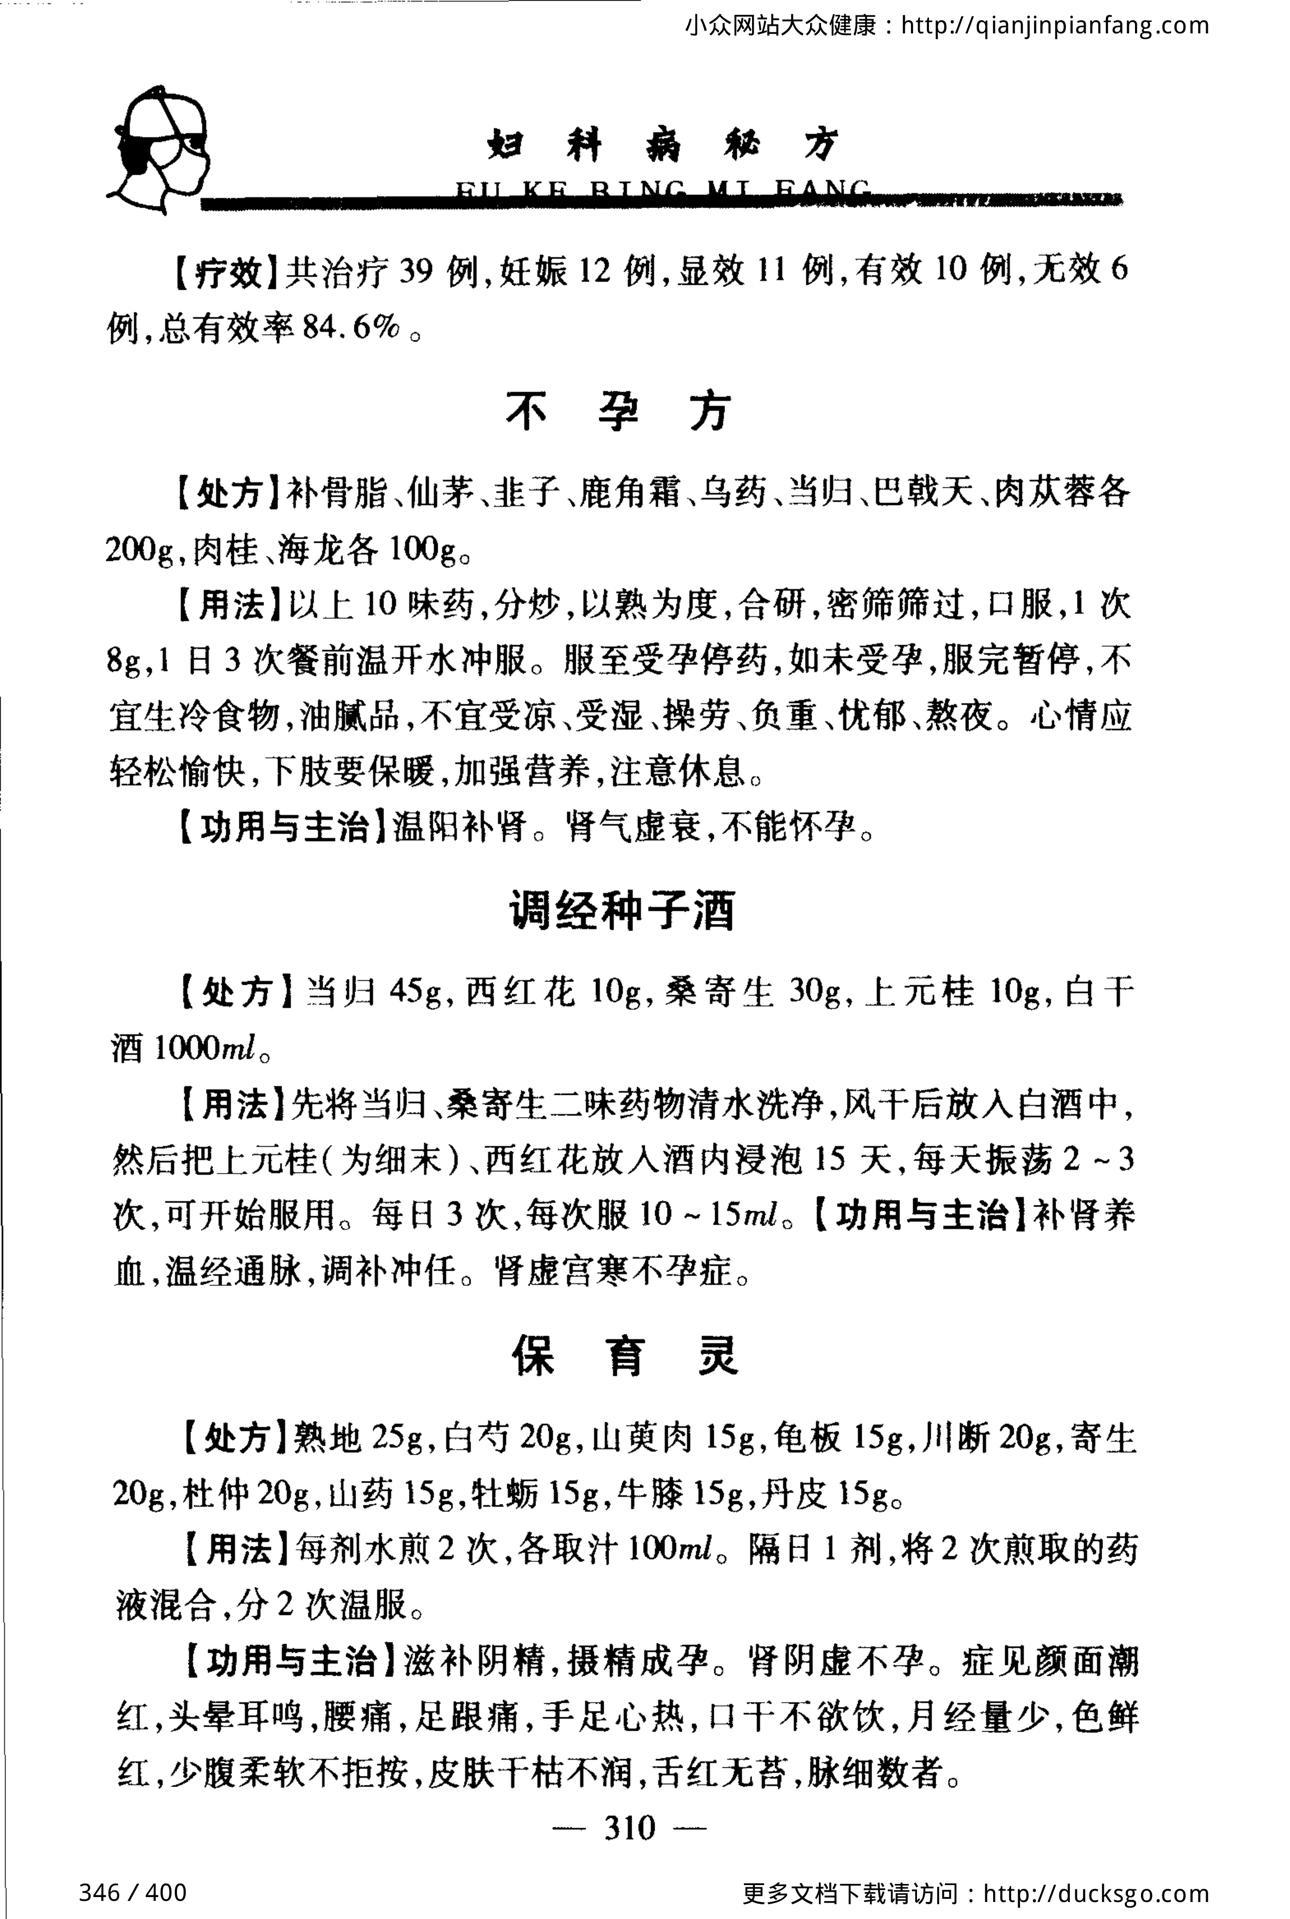 小众网站大众健康：http://qianjinpianfang.com
妇科病秘方
FU KE BING MI FANG
【疗效】共治疗 39 例,妊娠 12 例,显效 11 例,有效 10 例,无效 6
例,总有效率 84.6%。
不 孕 方
【处方】补骨脂、仙茅、韭子、鹿角霜、乌药、当归、巴戟天、肉苁蓉各
200g,肉桂、海龙各 100g。
【用法】以上 10 味药,分炒,以熟为度,合研,密筛筛过,口服,1 次
8g,1 日 3 次餐前温开水冲服。服至受孕停药,如未受孕,服完暂停,不
宜生冷食物,油腻品,不宜受凉、受湿、操劳、负重、忧郁、熬夜。心情应
轻松愉快,下肢要保暖,加强营养,注意休息。
【功用与主治】温阳补肾。肾气虚衰,不能怀孕。
调经种子酒
【处方】当归 45g,西红花 10g,桑寄生 30g,上元桂 10g,白干
酒 1000ml。
【用法】先将当归、桑寄生二味药物清水洗净,风干后放入白酒中,
然后把上元桂(为细末)、西红花放入酒内浸泡 15 天,每天振荡 2～3
次,可开始服用。每日 3 次,每次服 10～15ml。【功用与主治】补肾养
血,温经通脉,调补冲任。肾虚宫寒不孕症。
保 育 灵
【处方】熟地 25g,白芍 20g,山萸肉 15g,龟板 15g,川断 20g,寄生
20g,杜仲 20g,山药 15g,牡蛎 15g,牛膝 15g,丹皮 15g。
【用法】每剂水煎 2 次,各取汁 100ml。隔日 1 剂,将 2 次煎取的药
液混合,分 2 次温服。
【功用与主治】滋补阴精,摄精成孕。肾阴虚不孕。症见颜面潮
红,头晕耳鸣,腰痛,足跟痛,手足心热,口干不欲饮,月经量少,色鲜
红,少腹柔软不拒按,皮肤干枯不润,舌红无苔,脉细数者。
— 310 —
346 / 400
更多文档下载请访问：http://ducksgo.com